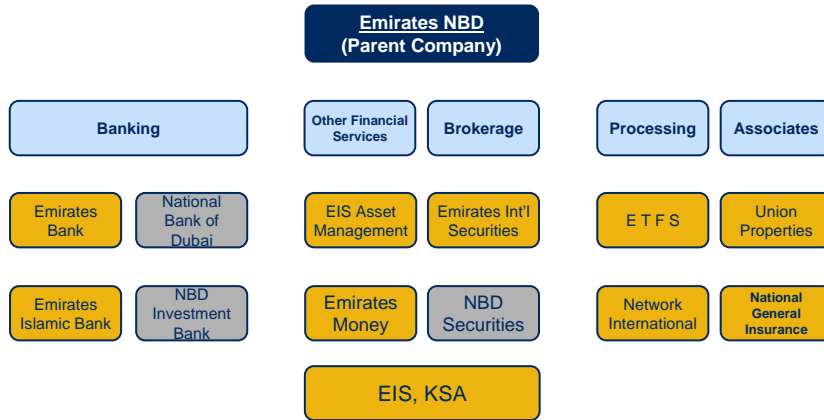 Emirates NBD
(Parent Company)
Banking
Other Financial
Services
Brokerage
Processing
Associates
Emirates
Bank
National
Bank of
Dubai
EIS Asset
Management
Emirates Int'l
Securities
E T F S
Union
Properties
Emirates
Islamic Bank
NBD
Investment
Bank
Emirates
Money
NBD
Securities
Network
International
National
General
Insurance
EIS, KSA